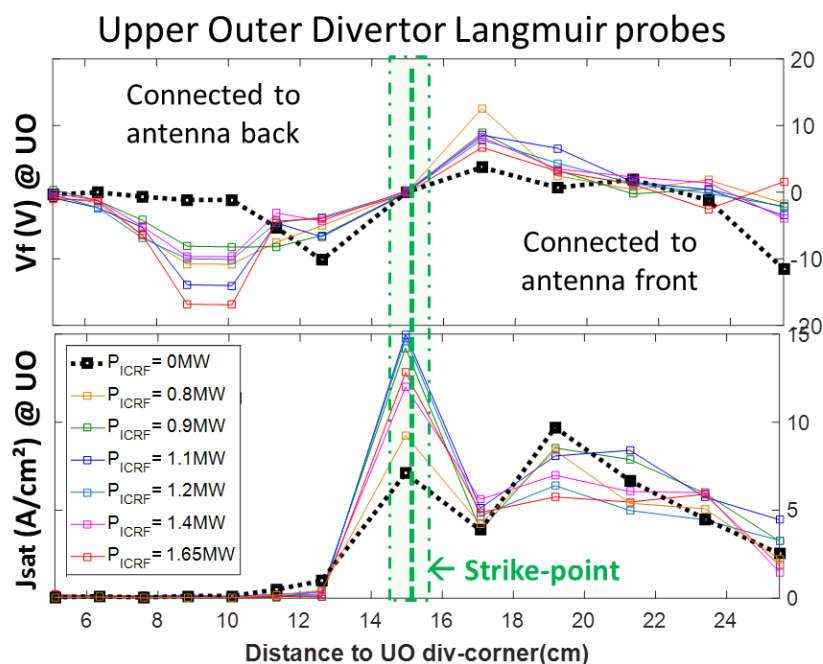 Upper Outer Divertor Langmuir probes
Vf (V) @ UO
Connected to
antenna back
Connected to
antenna front
20
10
0
-10
-20
Jsat (A/cm²) @ UO
P_ICRF = 0MW
P_ICRF = 0.8MW
P_ICRF = 0.9MW
P_ICRF = 1.1MW
P_ICRF = 1.2MW
P_ICRF = 1.4MW
P_ICRF = 1.65MW
15
10
5
0
← Strike-point
6 8 10 12 14 16 18 20 22 24
Distance to UO div-corner(cm)